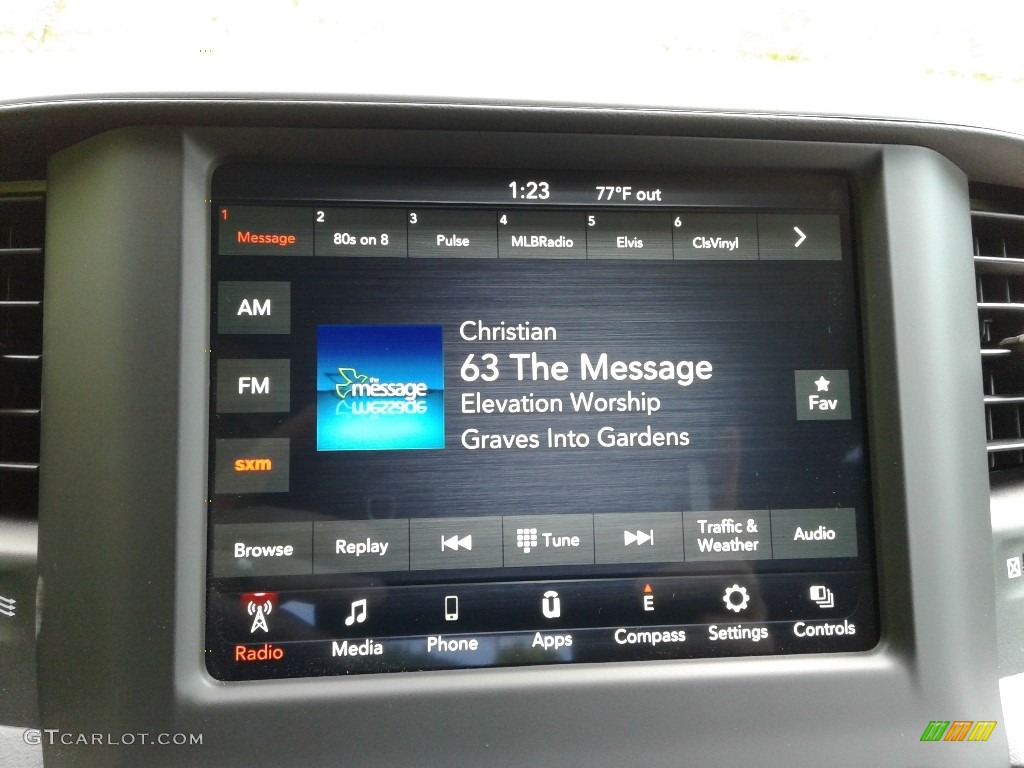 1:23 77°F out
1 Message 2 80s on 8 3 Pulse 4 MLBRadio 5 Elvis 6 ClsVinyl
AM
FM
sxm
the message
Christian
63 The Message
Elevation Worship
Graves Into Gardens
Fav
Browse Replay Tune Traffic & Weather Audio
E
Radio Media Phone Apps Compass Settings Controls
GTCARLOT.COM